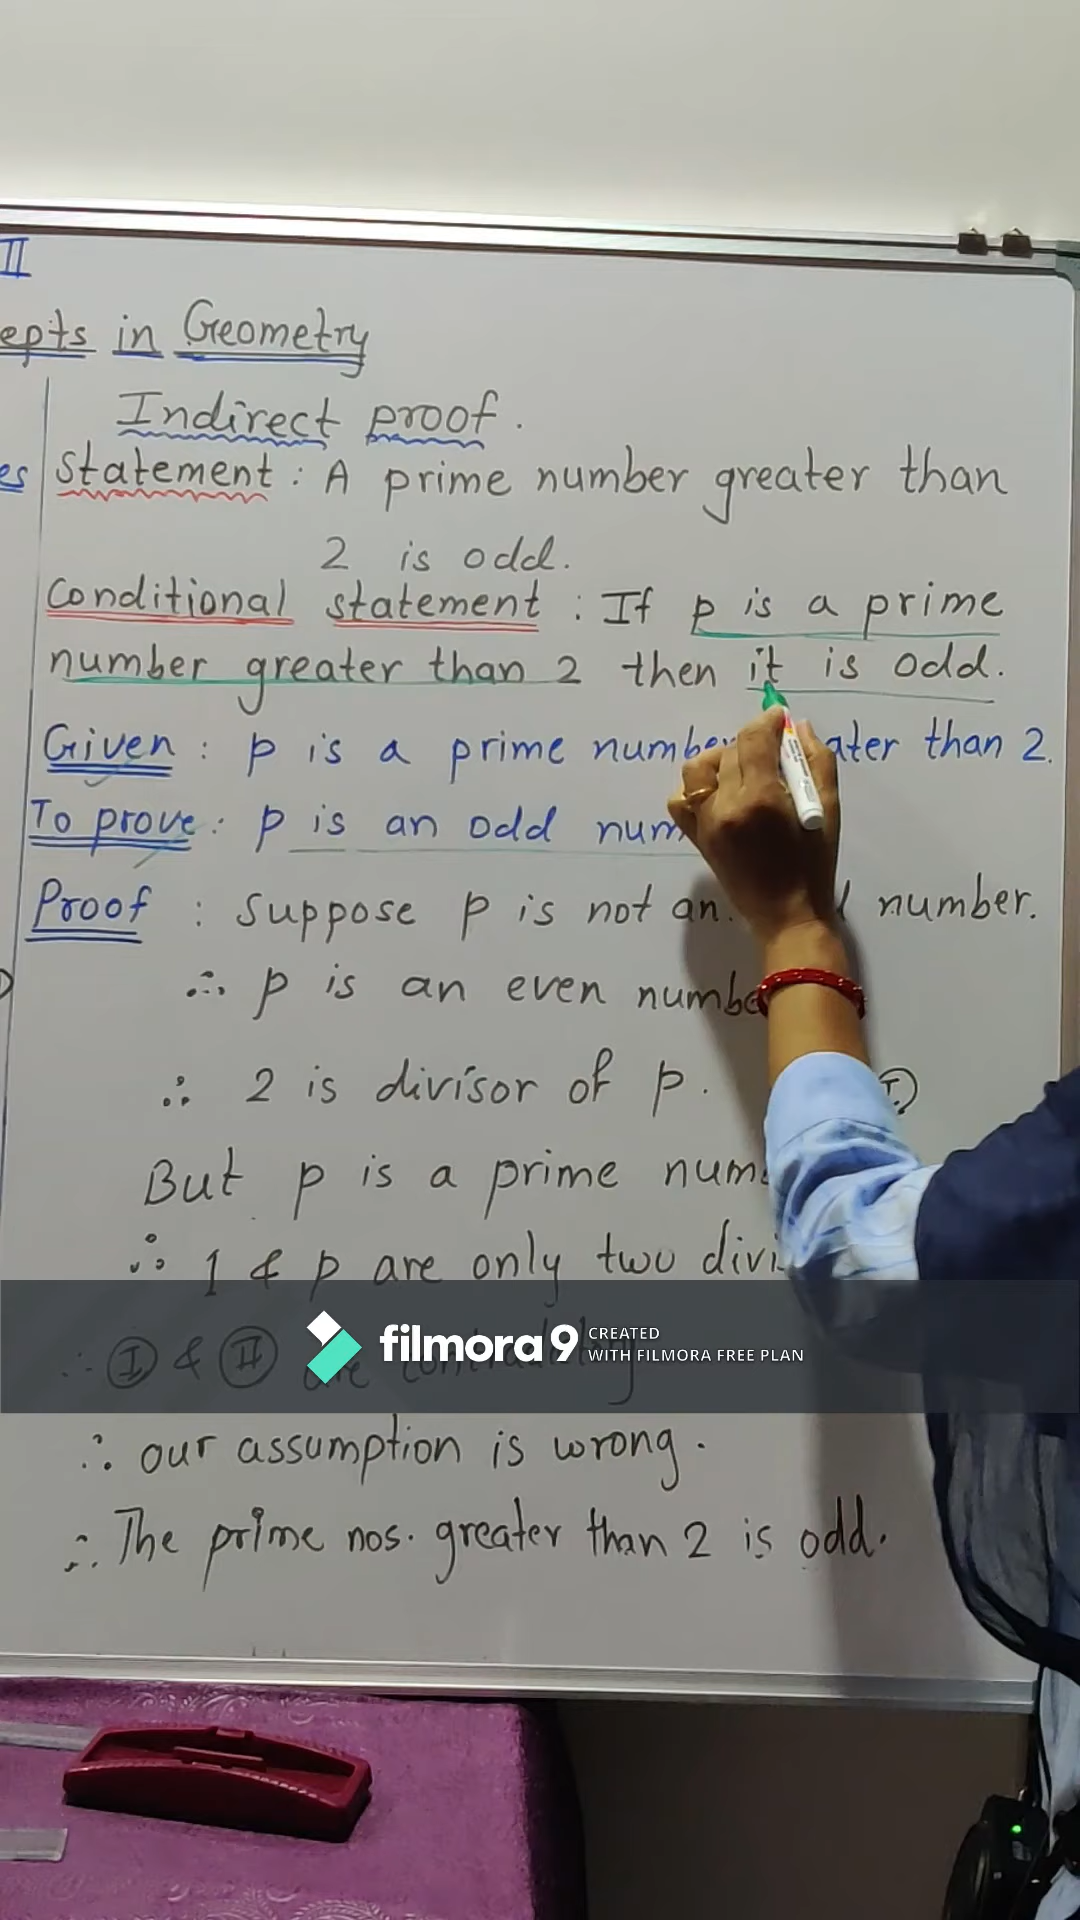 II
epts in Geometry
Indirect proof.
es
Statement : A prime number greater than
2 is odd.
Conditional statement : If p is a prime
number greater than 2 then it is odd.
Given : p is a prime number ater than 2.
To prove : p is an odd num
Proof : Suppose p is not an number.
∴ p is an even numbe
∴ 2 is divisor of p. Ⓘ
But p is a prime num
∴ 1 & p are only two divi
∴ Ⓘ & Ⓘⓘ are
filmora9 CREATED
WITH FILMORA FREE PLAN
∴ our assumption is wrong.
∴ The prime nos. greater than 2 is odd.